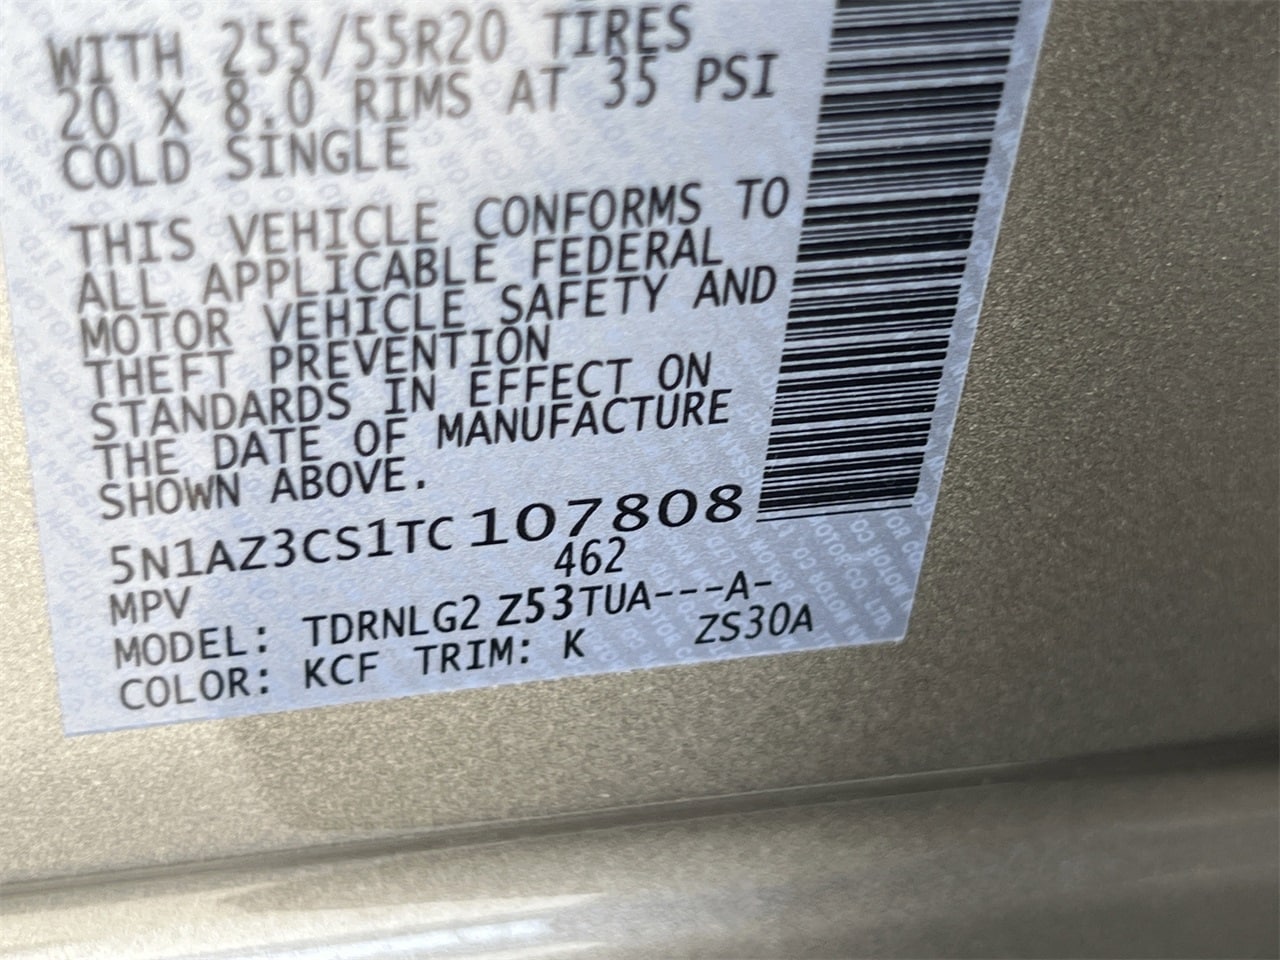 WITH 255/55R20 TIRES
20 X 8.0 RIMS AT 35 PSI
COLD SINGLE
THIS VEHICLE CONFORMS TO
ALL APPLICABLE FEDERAL
MOTOR VEHICLE SAFETY AND
THEFT PREVENTION
STANDARDS IN EFFECT ON
THE DATE OF MANUFACTURE
SHOWN ABOVE.
5N1AZ3CS1TC107808
MPV 462
MODEL: TDRNLG2 Z53TUA---A-
COLOR: KCF TRIM: K ZS30A